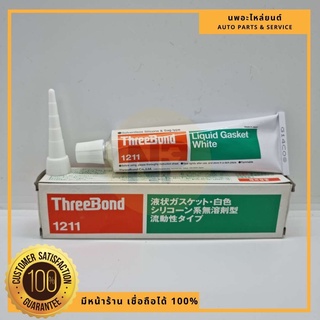 นพอะไหล่ยนต์
AUTO PARTS & SERVICE
ThreeBond
1211
Liquid Gasket
White
ThreeBond
1211
液状ガスケット・白色
シリコーン系無溶剤型
流動性タイプ
CUSTOMER SATISFACTION
100%
GUARANTEED
มีหน้าร้าน เชื่อถือได้ 100%